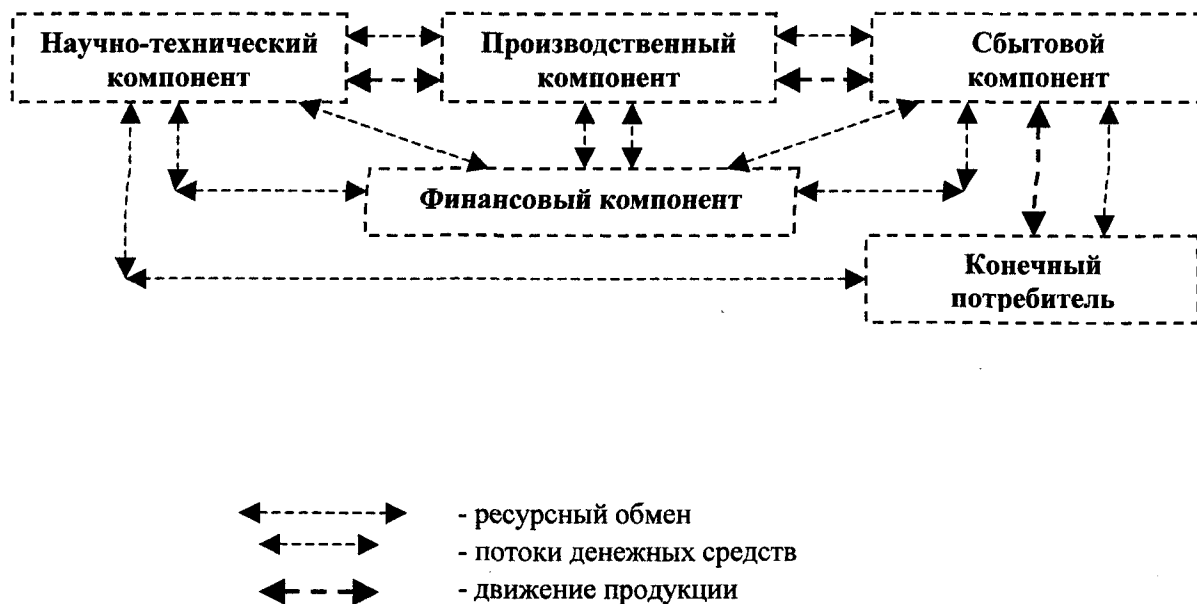 Научно-технический
компонент
Производственный
компонент
Сбытовой
компонент
Финансовый компонент
Конечный
потребитель
- ресурсный обмен
- потоки денежных средств
- движение продукции